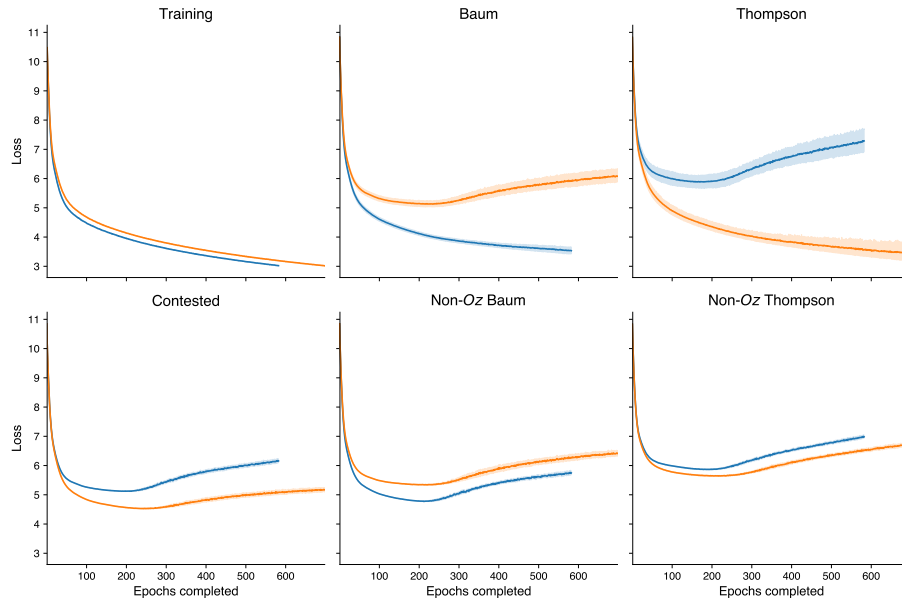 Training
Baum
Thompson
11
10
9
8
7
6
5
4
3
Loss
100 200 300 400 500 600
100 200 300 400 500 600
100 200 300 400 500 600
Contested
Non-Oz Baum
Non-Oz Thompson
11
10
9
8
7
6
5
4
3
Loss
Epochs completed
Epochs completed
Epochs completed